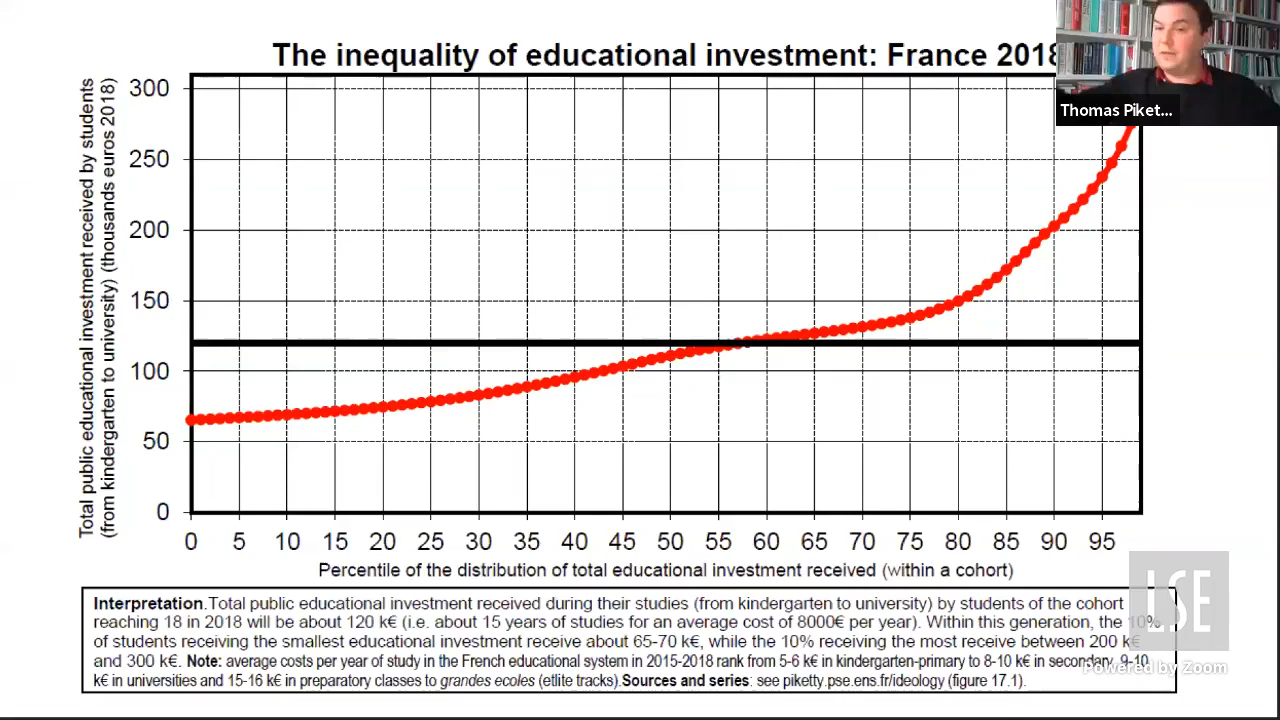 The inequality of educational investment: France 2018
Thomas Piket...
Total public educational investment received by students
(from kindergarten to university) (thousands euros 2018)
300
250
200
150
100
50
0
0 5 10 15 20 25 30 35 40 45 50 55 60 65 70 75 80 85 90 95
Percentile of the distribution of total educational investment received (within a cohort)
Interpretation.Total public educational investment received during their studies (from kindergarten to university) by students of the cohort
reaching 18 in 2018 will be about 120 k€ (i.e. about 15 years of studies for an average cost of 8000€ per year). Within this generation, the 10%
of students receiving the smallest educational investment receive about 65-70 k€, while the 10% receiving the most receive between 200 k€
and 300 k€. Note: average costs per year of study in the French educational system in 2015-2018 rank from 5-6 k€ in kindergarten-primary to 8-10 k€ in secondary, 9-10
k€ in universities and 15-16 k€ in preparatory classes to grandes ecoles (etlite tracks).Sources and series: see piketty.pse.ens.fr/ideology (figure 17.1).
LSE
Powered by Zoom